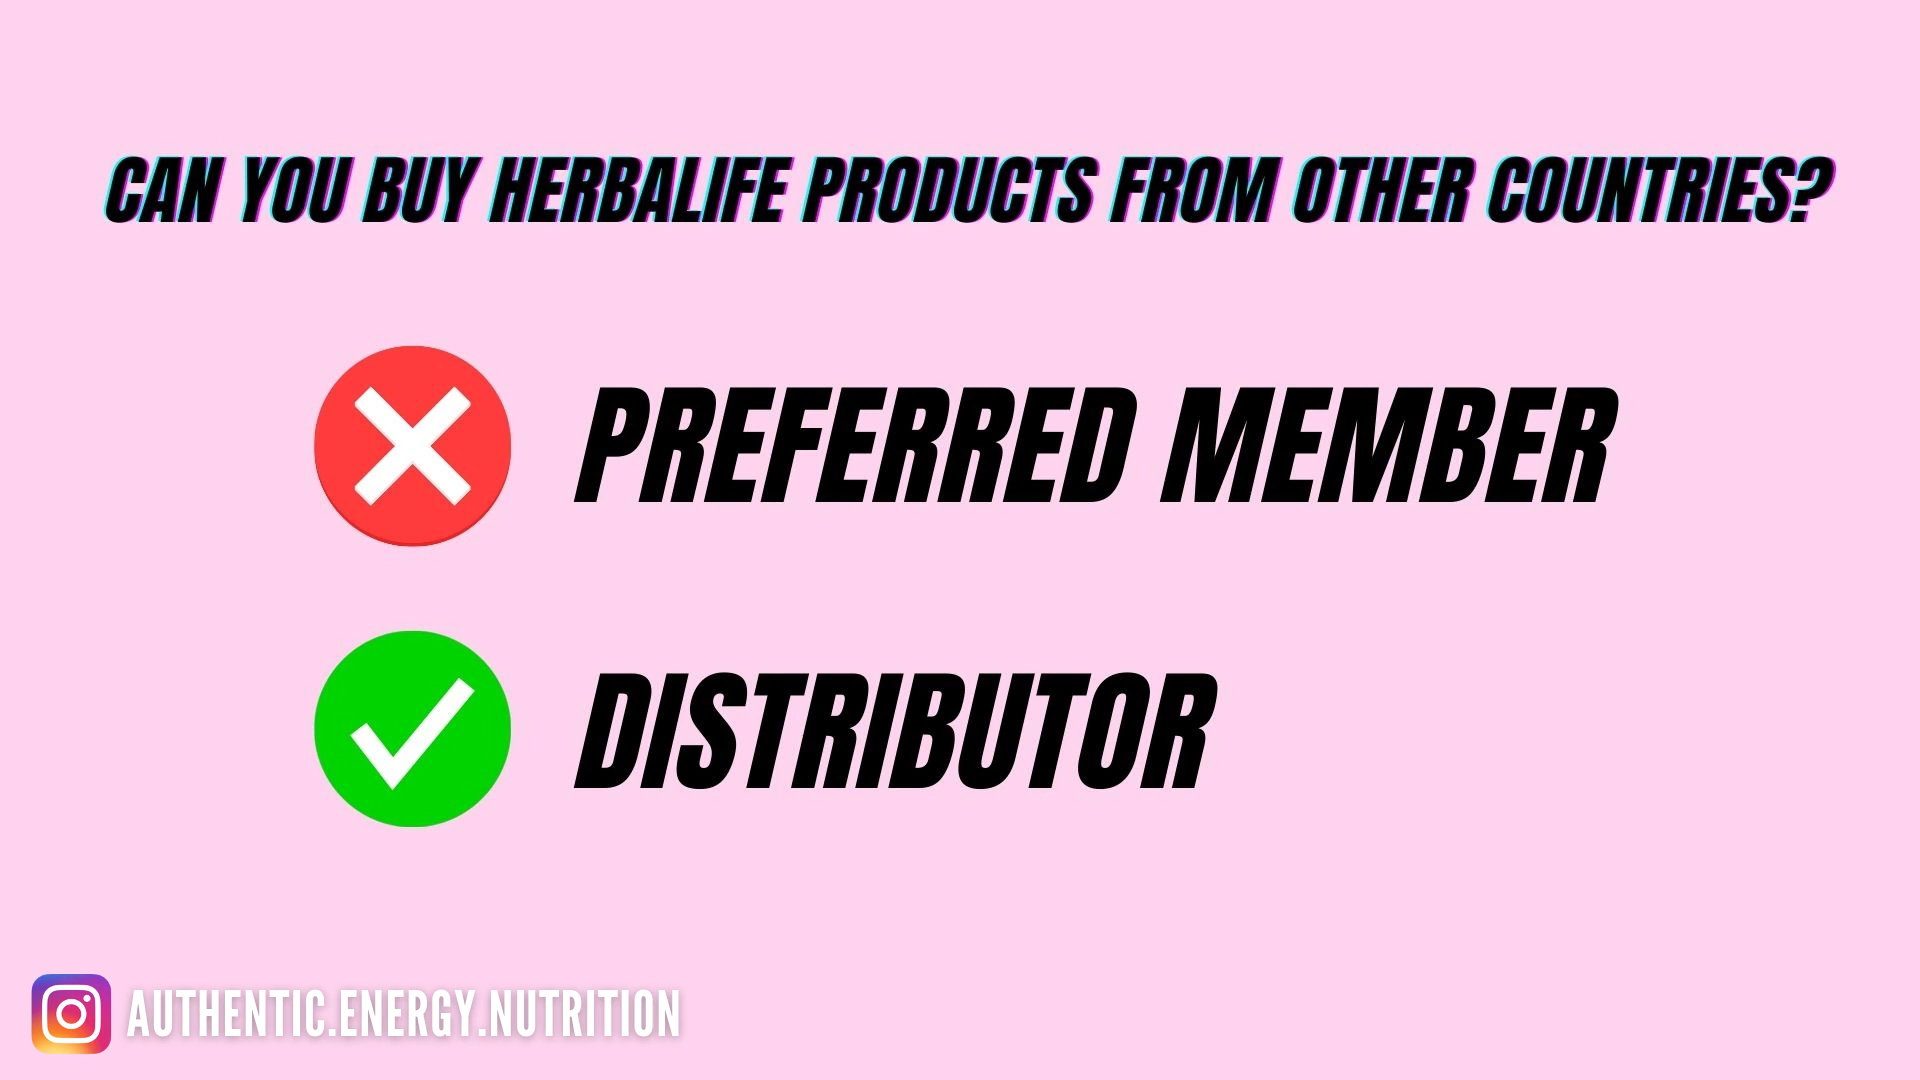 CAN YOU BUY HERBALIFE PRODUCTS FROM OTHER COUNTRIES?
PREFERRED MEMBER
DISTRIBUTOR
AUTHENTIC.ENERGY.NUTRITION